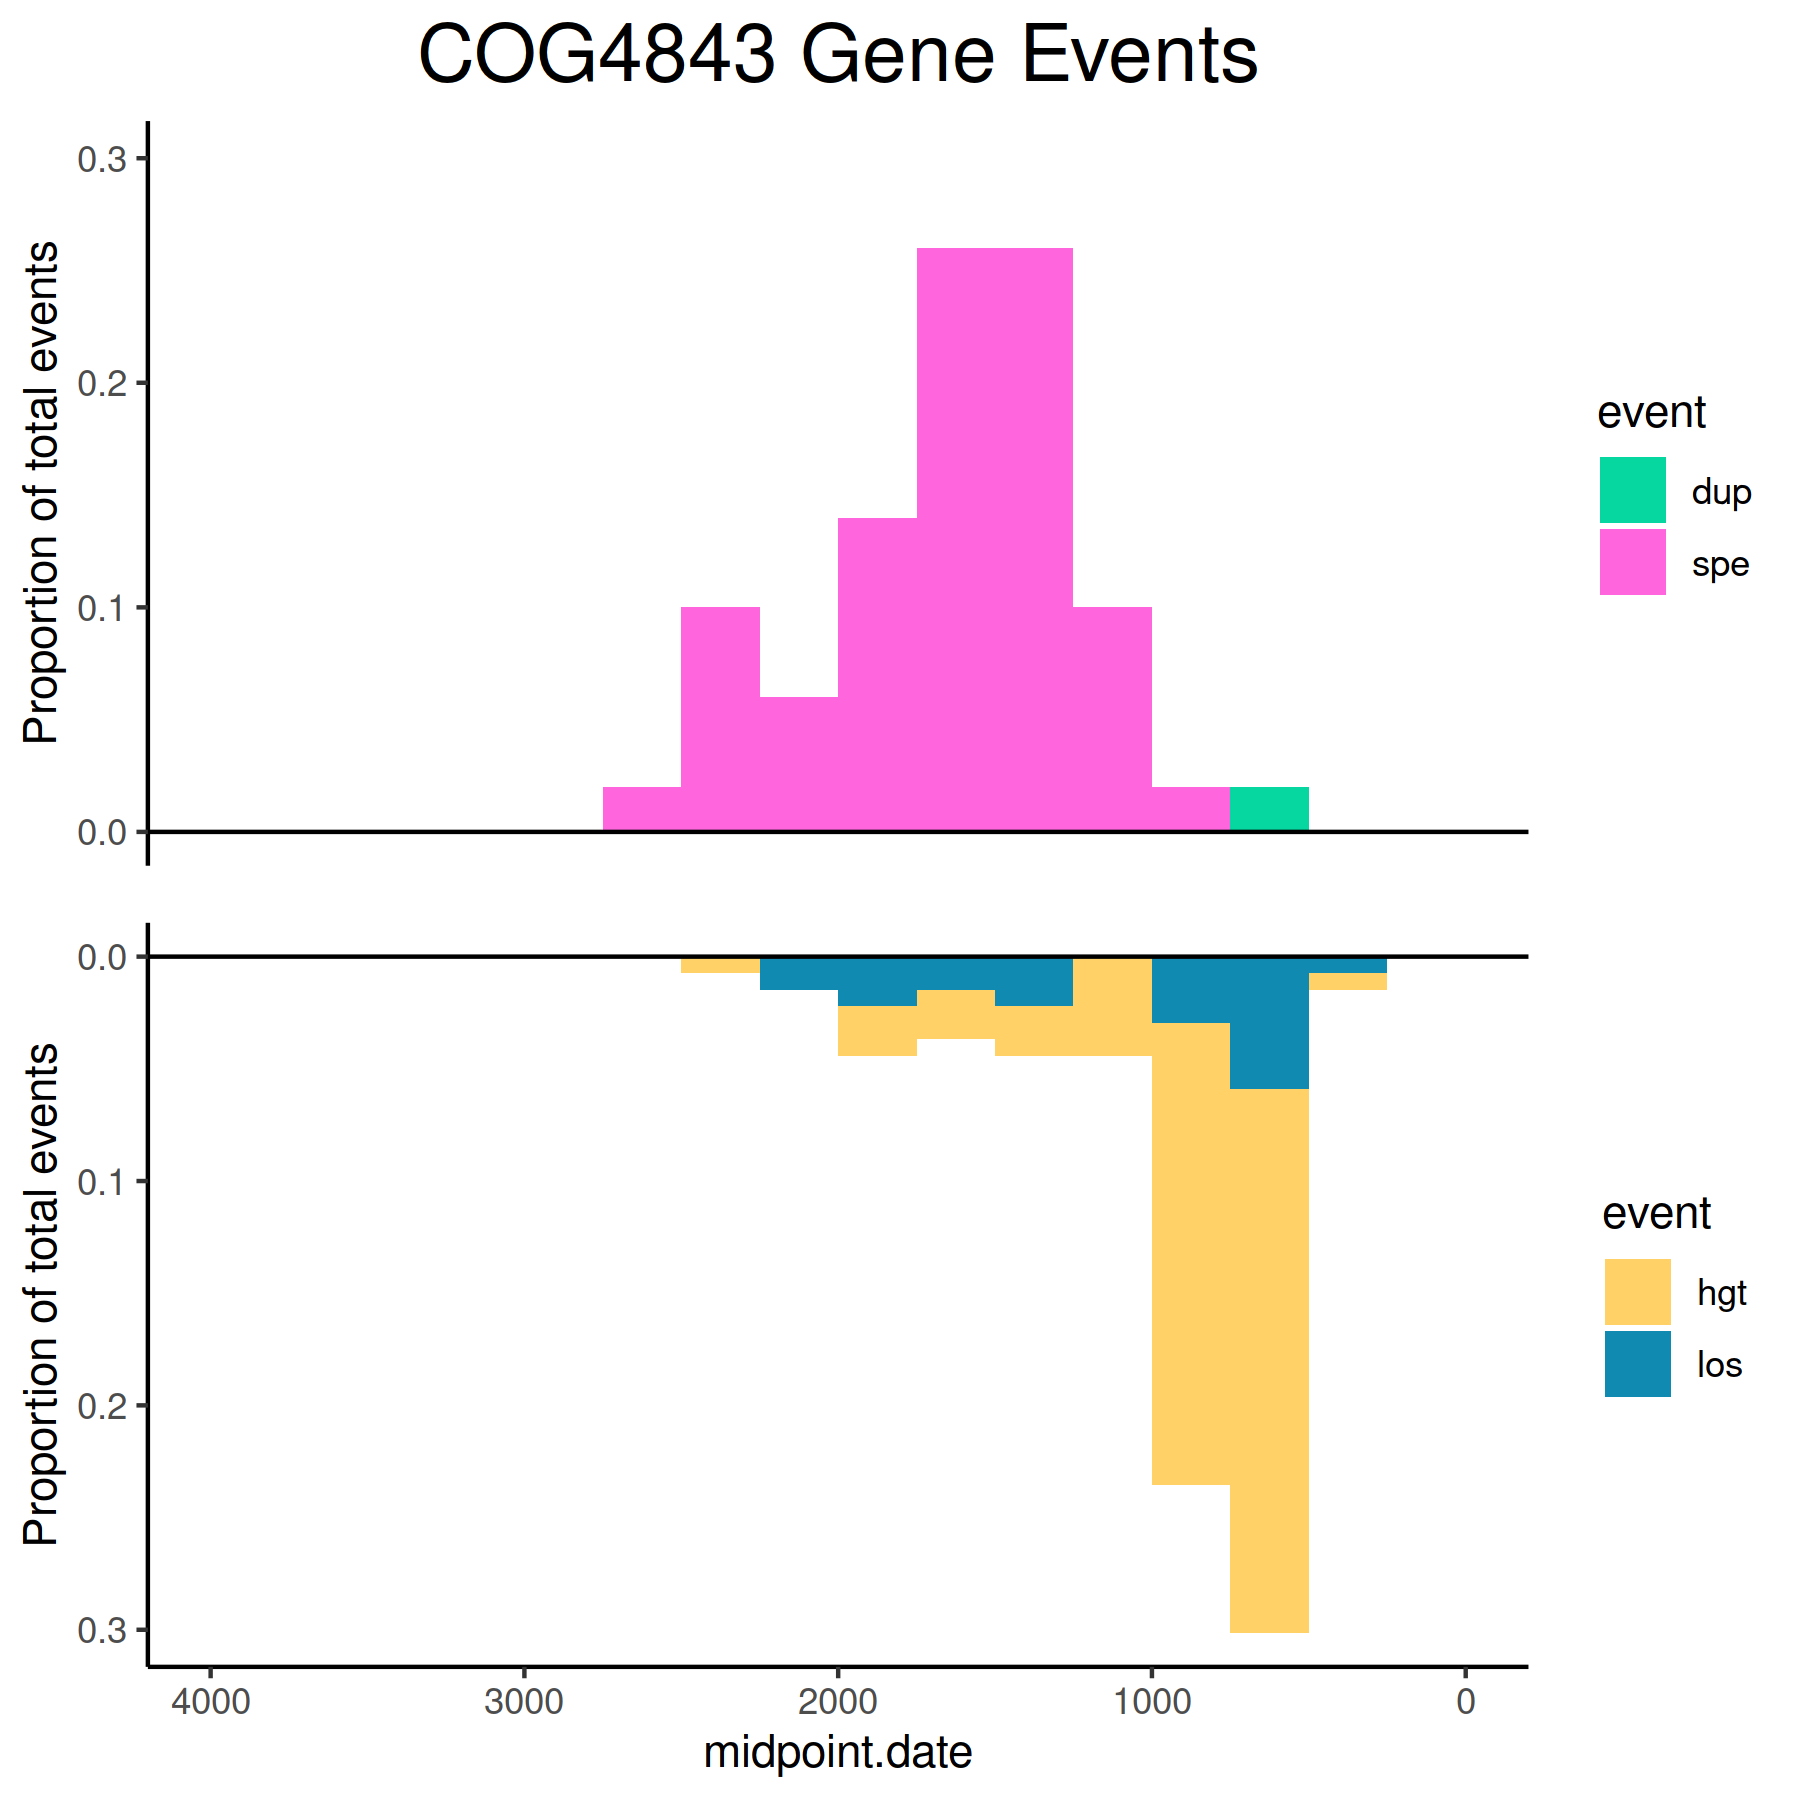 COG4843 Gene Events
Proportion of total events
0.3
0.2
0.1
0.0
event
dup
spe
Proportion of total events
0.0
0.1
0.2
0.3
event
hgt
los
4000 3000 2000 1000 0
midpoint.date